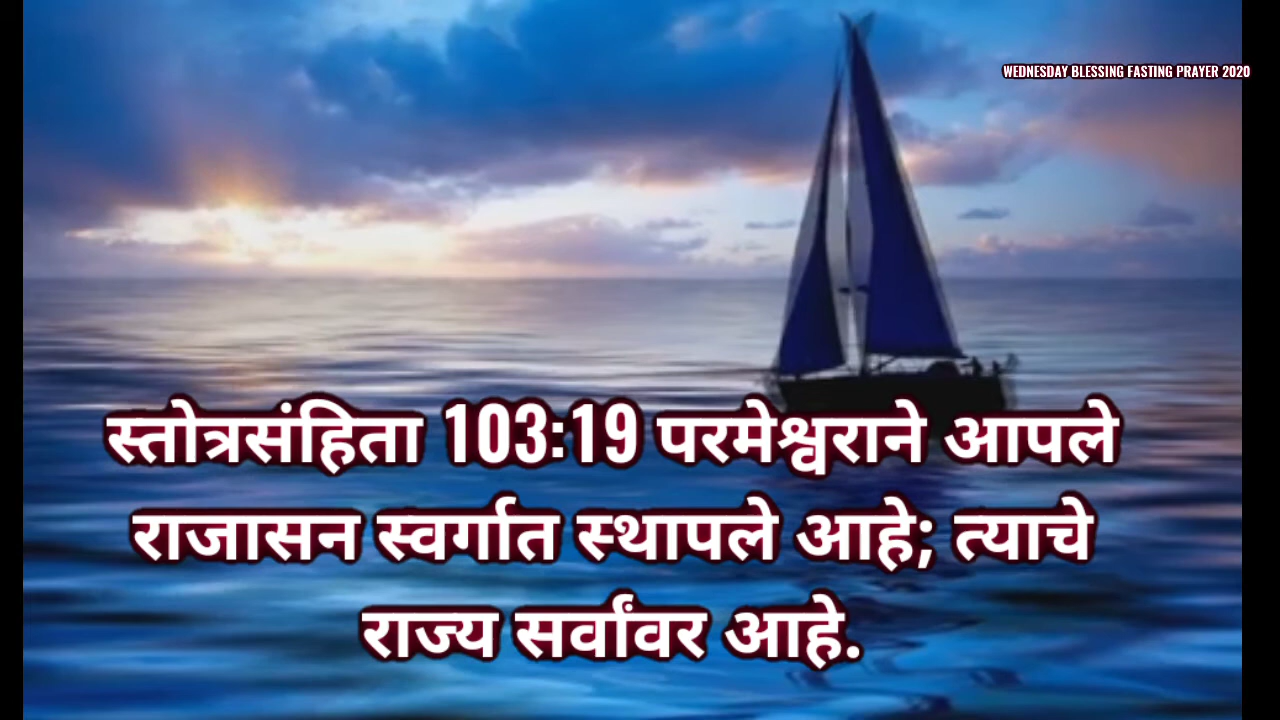 WEDNESDAY BLESSING FASTING PRAYER 2020
स्तोत्रसंहिता 103:19 परमेश्वराने आपले
राजासन स्वर्गात स्थापले आहे; त्याचे
राज्य सर्वांवर आहे.